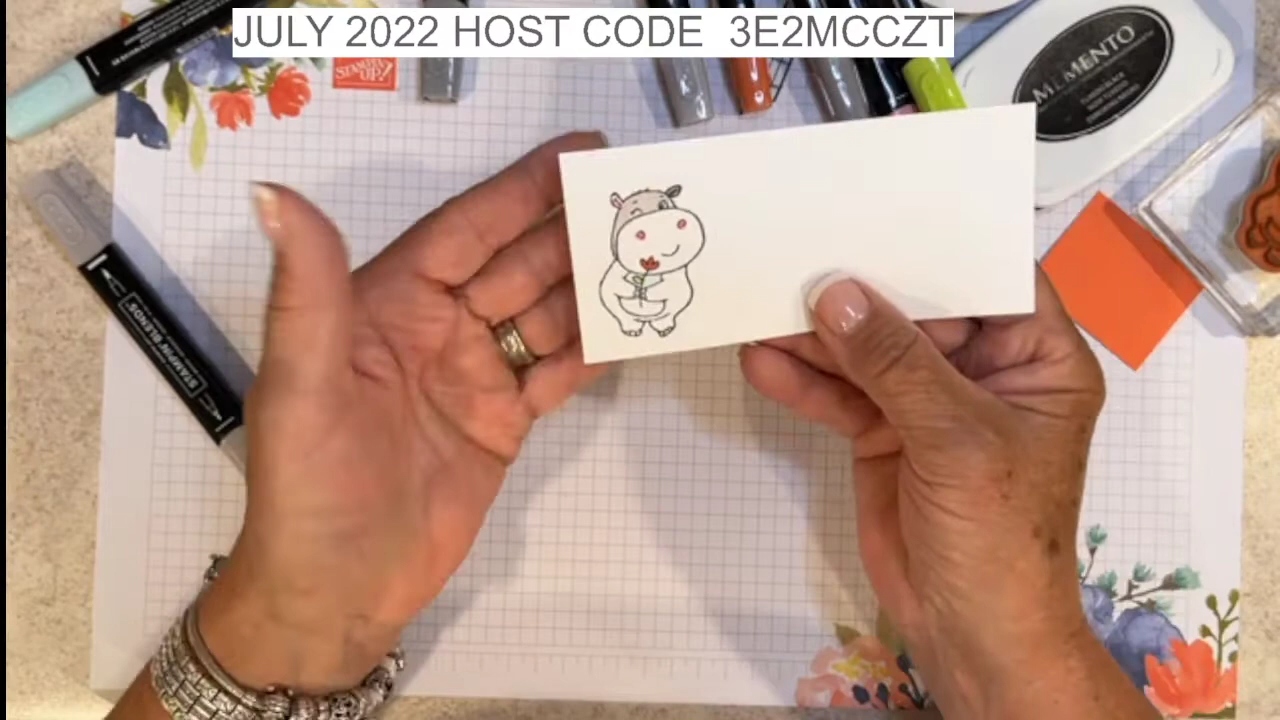 JULY 2022 HOST CODE  3E2MCCZT
STAMPIN' UP!
MEMENTO
STAMPIN' BLENDS